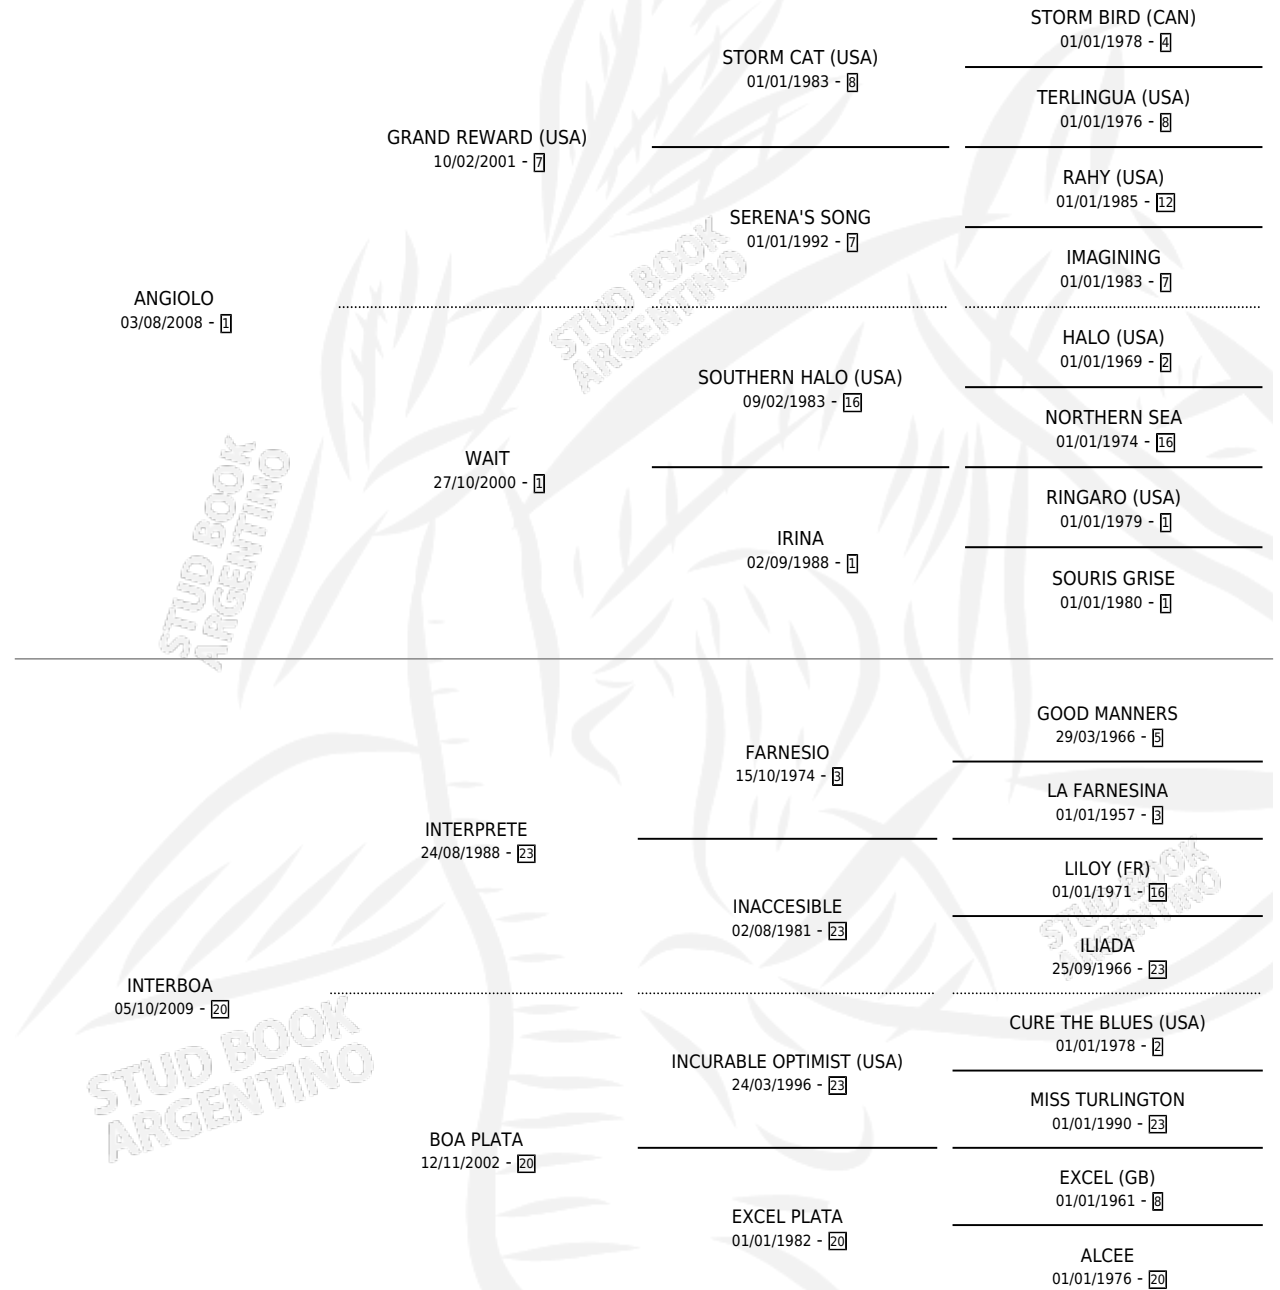 STORM BIRD (CAN)
01/01/1978 - 4
STORM CAT (USA)
01/01/1983 - 8
TERLINGUA (USA)
01/01/1976 - 8
GRAND REWARD (USA)
10/02/2001 - 7
RAHY (USA)
01/01/1985 - 12
SERENA'S SONG
01/01/1992 - 7
IMAGINING
01/01/1983 - 7
ANGIOLO
03/08/2008 - 1
HALO (USA)
01/01/1969 - 2
SOUTHERN HALO (USA)
09/02/1983 - 16
NORTHERN SEA
01/01/1974 - 16
WAIT
27/10/2000 - 1
RINGARO (USA)
01/01/1979 - 1
IRINA
02/09/1988 - 1
SOURIS GRISE
01/01/1980 - 1
STUD BOOK
ARGENTINO
STUD BOOK
ARGENTINO
GOOD MANNERS
29/03/1966 - 5
FARNESIO
15/10/1974 - 3
LA FARNESINA
01/01/1957 - 3
INTERPRETE
24/08/1988 - 23
LILOY (FR)
01/01/1971 - 16
INACCESIBLE
02/08/1981 - 23
ILIADA
25/09/1966 - 23
INTERBOA
05/10/2009 - 20
CURE THE BLUES (USA)
01/01/1978 - 2
INCURABLE OPTIMIST (USA)
24/03/1996 - 23
MISS TURLINGTON
01/01/1990 - 23
BOA PLATA
12/11/2002 - 20
EXCEL (GB)
01/01/1961 - 8
EXCEL PLATA
01/01/1982 - 20
ALCEE
01/01/1976 - 20
STUD BOOK
ARGENTINO
STUD BOOK
ARGENTINO